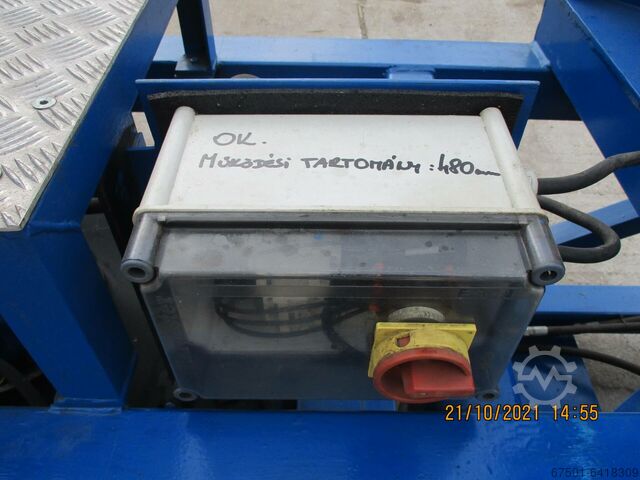 OK.
MŰKÖDÉSI TARTOMÁNY: 480mm
21/10/2021 14:55
67501-6418309